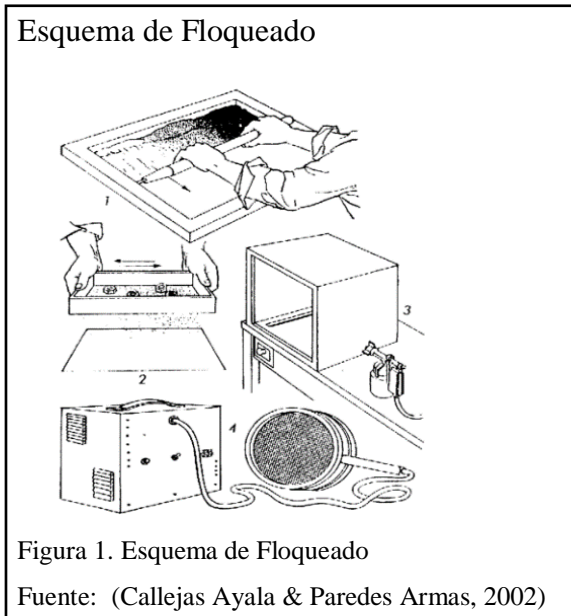 Esquema de Floqueado
1
2
3
4
Figura 1. Esquema de Floqueado
Fuente: (Callejas Ayala & Paredes Armas, 2002)